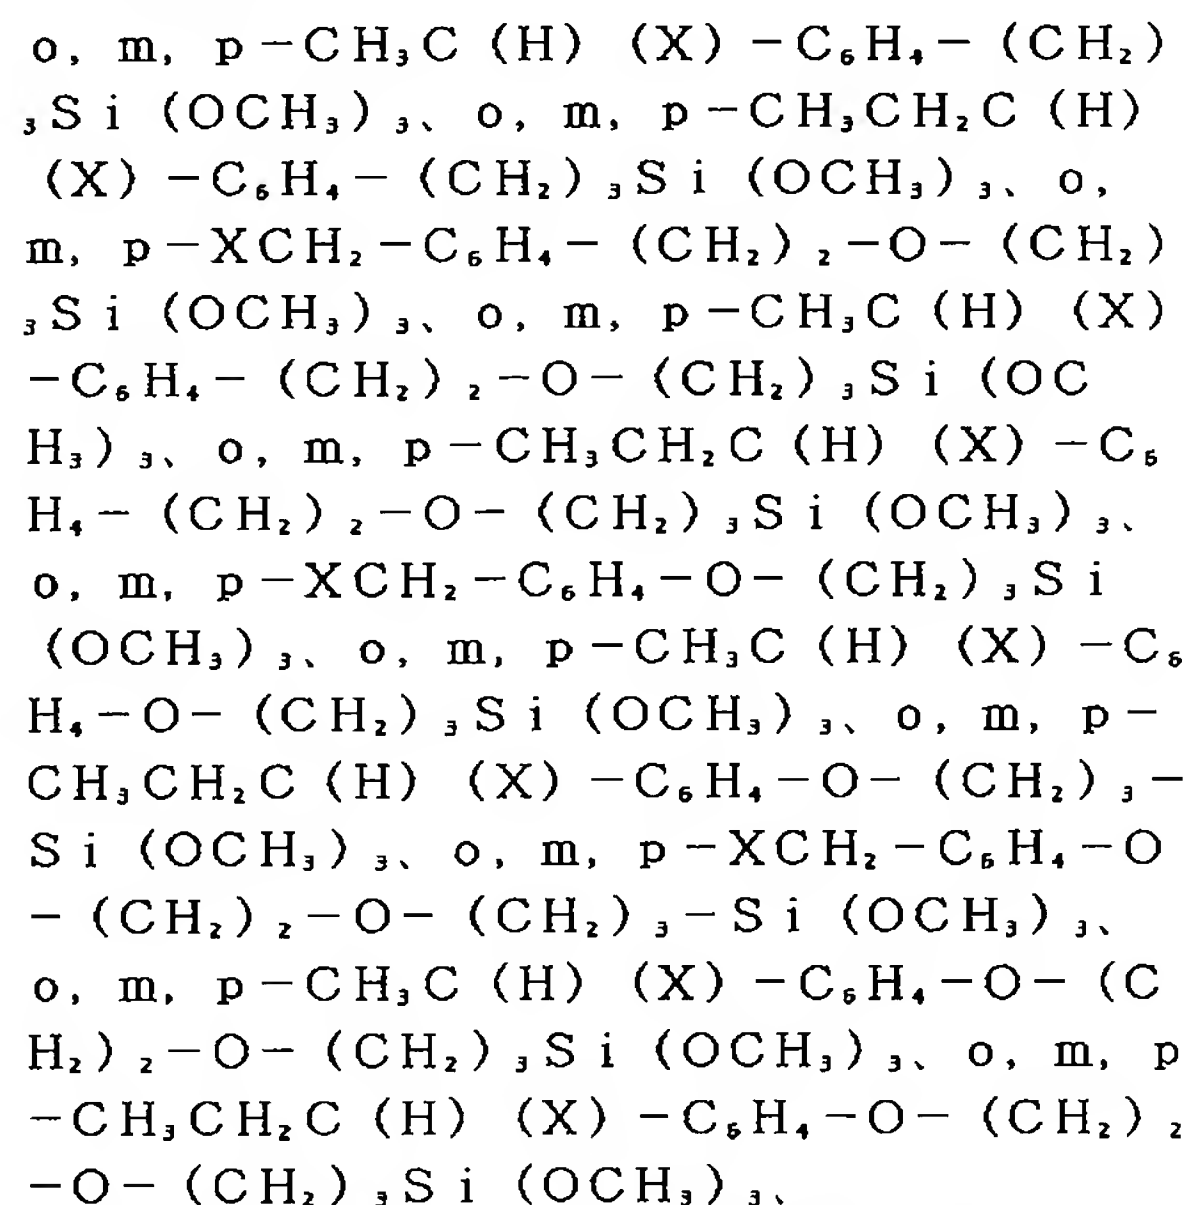 o, m, p－CH₃C (H) (X) －C₆H₄－ (CH₂)
₃Si (OCH₃) ₃、o, m, p－CH₃CH₂C (H)
(X) －C₆H₄－ (CH₂) ₃Si (OCH₃) ₃、o,
m, p－XCH₂－C₆H₄－ (CH₂) ₂－O－ (CH₂)
₃Si (OCH₃) ₃、o, m, p－CH₃C (H) (X)
－C₆H₄－ (CH₂) ₂－O－ (CH₂) ₃Si (OC
H₃) ₃、o, m, p－CH₃CH₂C (H) (X) －C₆
H₄－ (CH₂) ₂－O－ (CH₂) ₃Si (OCH₃) ₃、
o, m, p－XCH₂－C₆H₄－O－ (CH₂) ₃Si
(OCH₃) ₃、o, m, p－CH₃C (H) (X) －C₆
H₄－O－ (CH₂) ₃Si (OCH₃) ₃、o, m, p－
CH₃CH₂C (H) (X) －C₆H₄－O－ (CH₂) ₃－
Si (OCH₃) ₃、o, m, p－XCH₂－C₆H₄－O
－ (CH₂) ₂－O－ (CH₂) ₃－Si (OCH₃) ₃、
o, m, p－CH₃C (H) (X) －C₆H₄－O－ (C
H₂) ₂－O－ (CH₂) ₃Si (OCH₃) ₃、o, m, p
－CH₃CH₂C (H) (X) －C₆H₄－O－ (CH₂) ₂
－O－ (CH₂) ₃Si (OCH₃) ₃、